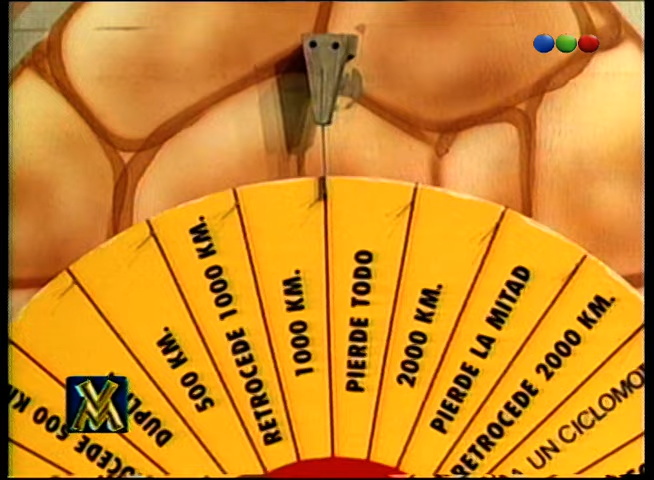 500 KM.
RETROCEDE 1000 KM.
1000 KM.
PIERDE TODO
2000 KM.
PIERDE LA MITAD
RETROCEDE 2000 KM.
UN CICLOMO
VM